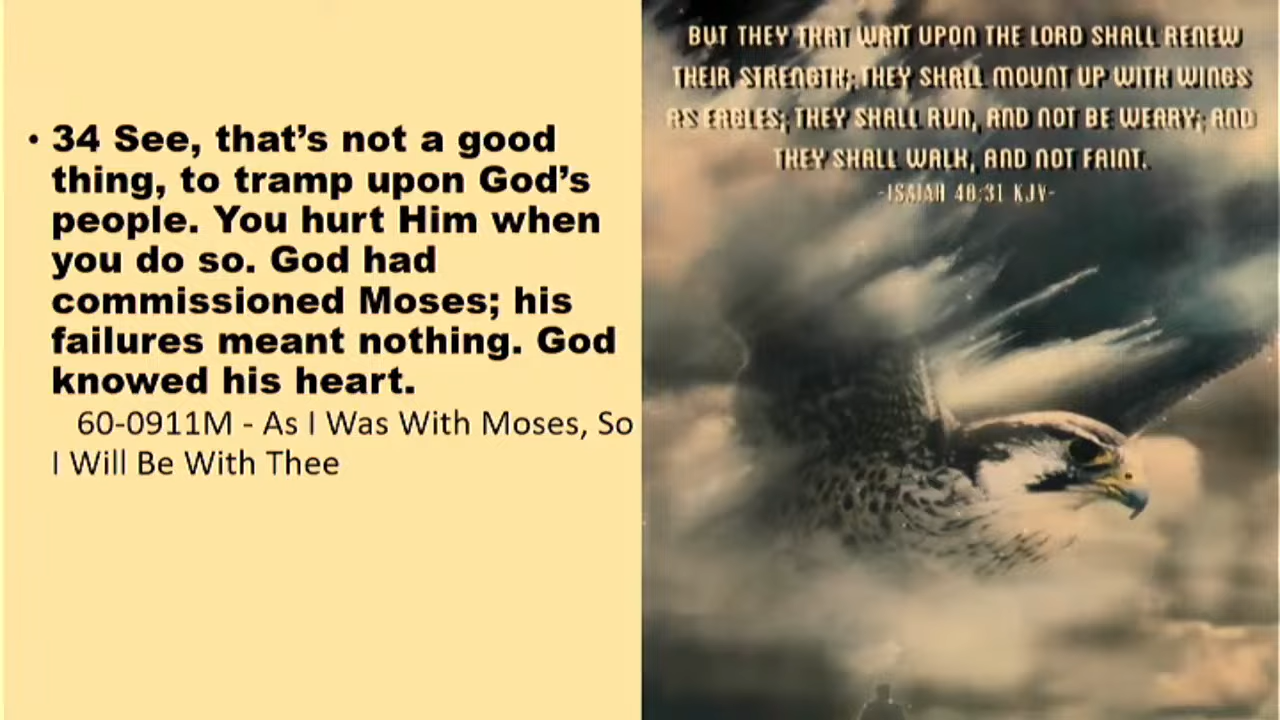 • 34 See, that's not a good
thing, to tramp upon God's
people. You hurt Him when
you do so. God had
commissioned Moses; his
failures meant nothing. God
knowed his heart.
60-0911M - As I Was With Moses, So
I Will Be With Thee
BUT THEY THAT WAIT UPON THE LORD SHALL RENEW
THEIR STRENGTH; THEY SHALL MOUNT UP WITH WINGS
AS EAGLES; THEY SHALL RUN, AND NOT BE WEARY; AND
THEY SHALL WALK, AND NOT FAINT.
-ISAIAH 40:31 KJV-